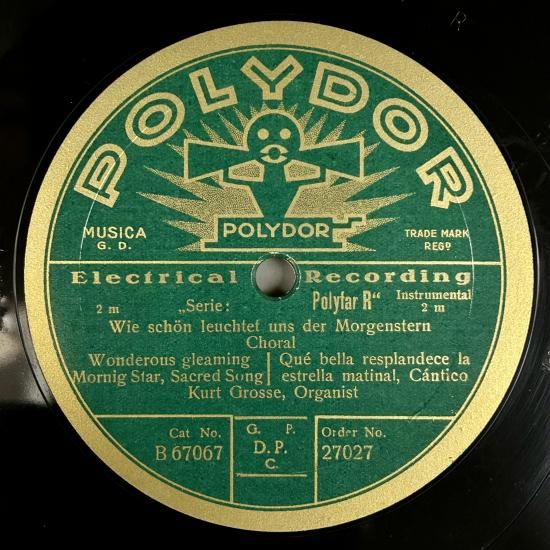 POLYDOR
POLYDOR
MUSICA
G. D.
TRADE MARK
REGD
Electrical Recording
2 m „Serie: Polyfar R“ Instrumental
2 m
Wie schön leuchtet uns der Morgenstern
Choral
Wonderous gleaming
Mornig Star, Sacred Song
Qué bella resplandece la
estrella matinal, Cántico
Kurt Grosse, Organist
Cat. No.
B 67067
G. P.
D. P.
C.
Order No.
27027